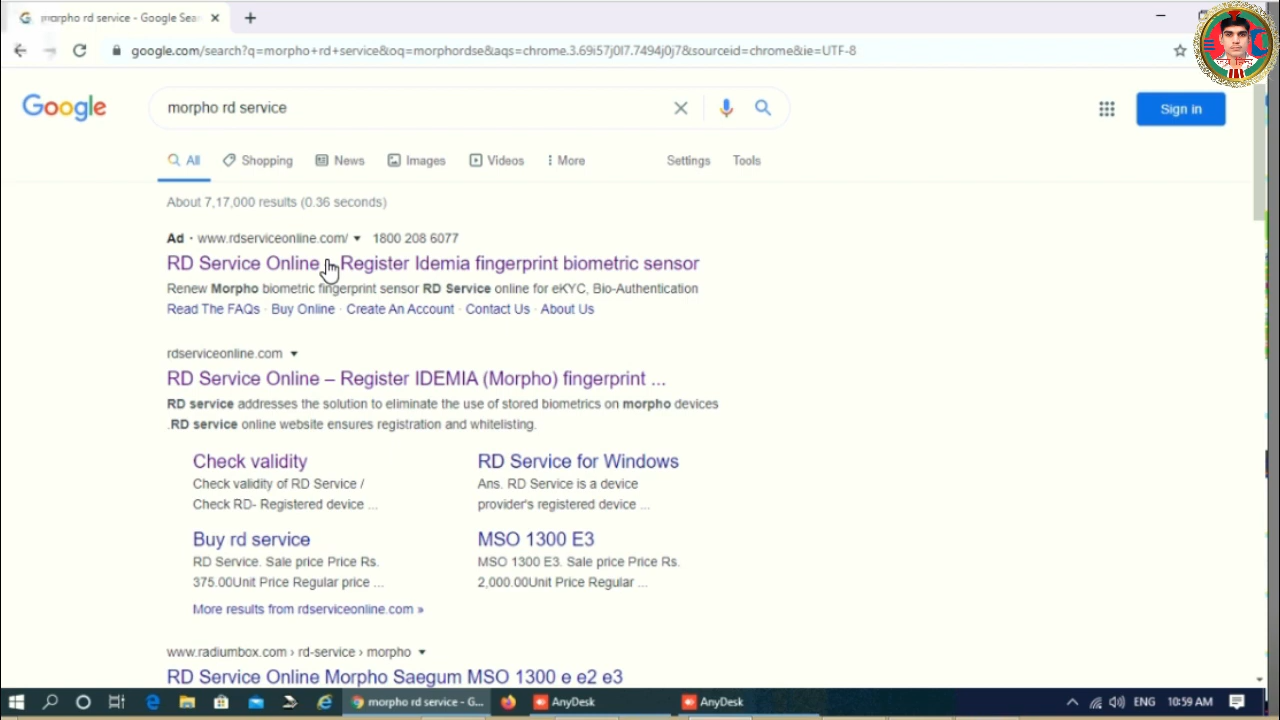 morpho rd service - Google Sea
google.com/search?q=morpho+rd+service&oq=morphordse&aqs=chrome.3.69i57j0l7.7494j0j7&sourceid=chrome&ie=UTF-8
Google
morpho rd service
Sign in
All Shopping News Images Videos More Settings Tools
About 7,17,000 results (0.36 seconds)
Ad · www.rdserviceonline.com/ 1800 208 6077
RD Service Online – Register Idemia fingerprint biometric sensor
Renew Morpho biometric fingerprint sensor RD Service online for eKYC, Bio-Authentication
Read The FAQs · Buy Online · Create An Account · Contact Us · About Us
rdserviceonline.com
RD Service Online – Register IDEMIA (Morpho) fingerprint ...
RD service addresses the solution to eliminate the use of stored biometrics on morpho devices
.RD service online website ensures registration and whitelisting.
Check validity
Check validity of RD Service /
Check RD- Registered device ...
RD Service for Windows
Ans. RD Service is a device
provider's registered device ...
Buy rd service
RD Service. Sale price Price Rs.
375.00Unit Price Regular price ...
MSO 1300 E3
MSO 1300 E3. Sale price Price Rs.
2,000.00Unit Price Regular ...
More results from rdserviceonline.com »
www.radiumbox.com › rd-service › morpho
RD Service Online Morpho Saegum MSO 1300 e e2 e3
morpho rd service - G... AnyDesk AnyDesk ENG 10:59 AM